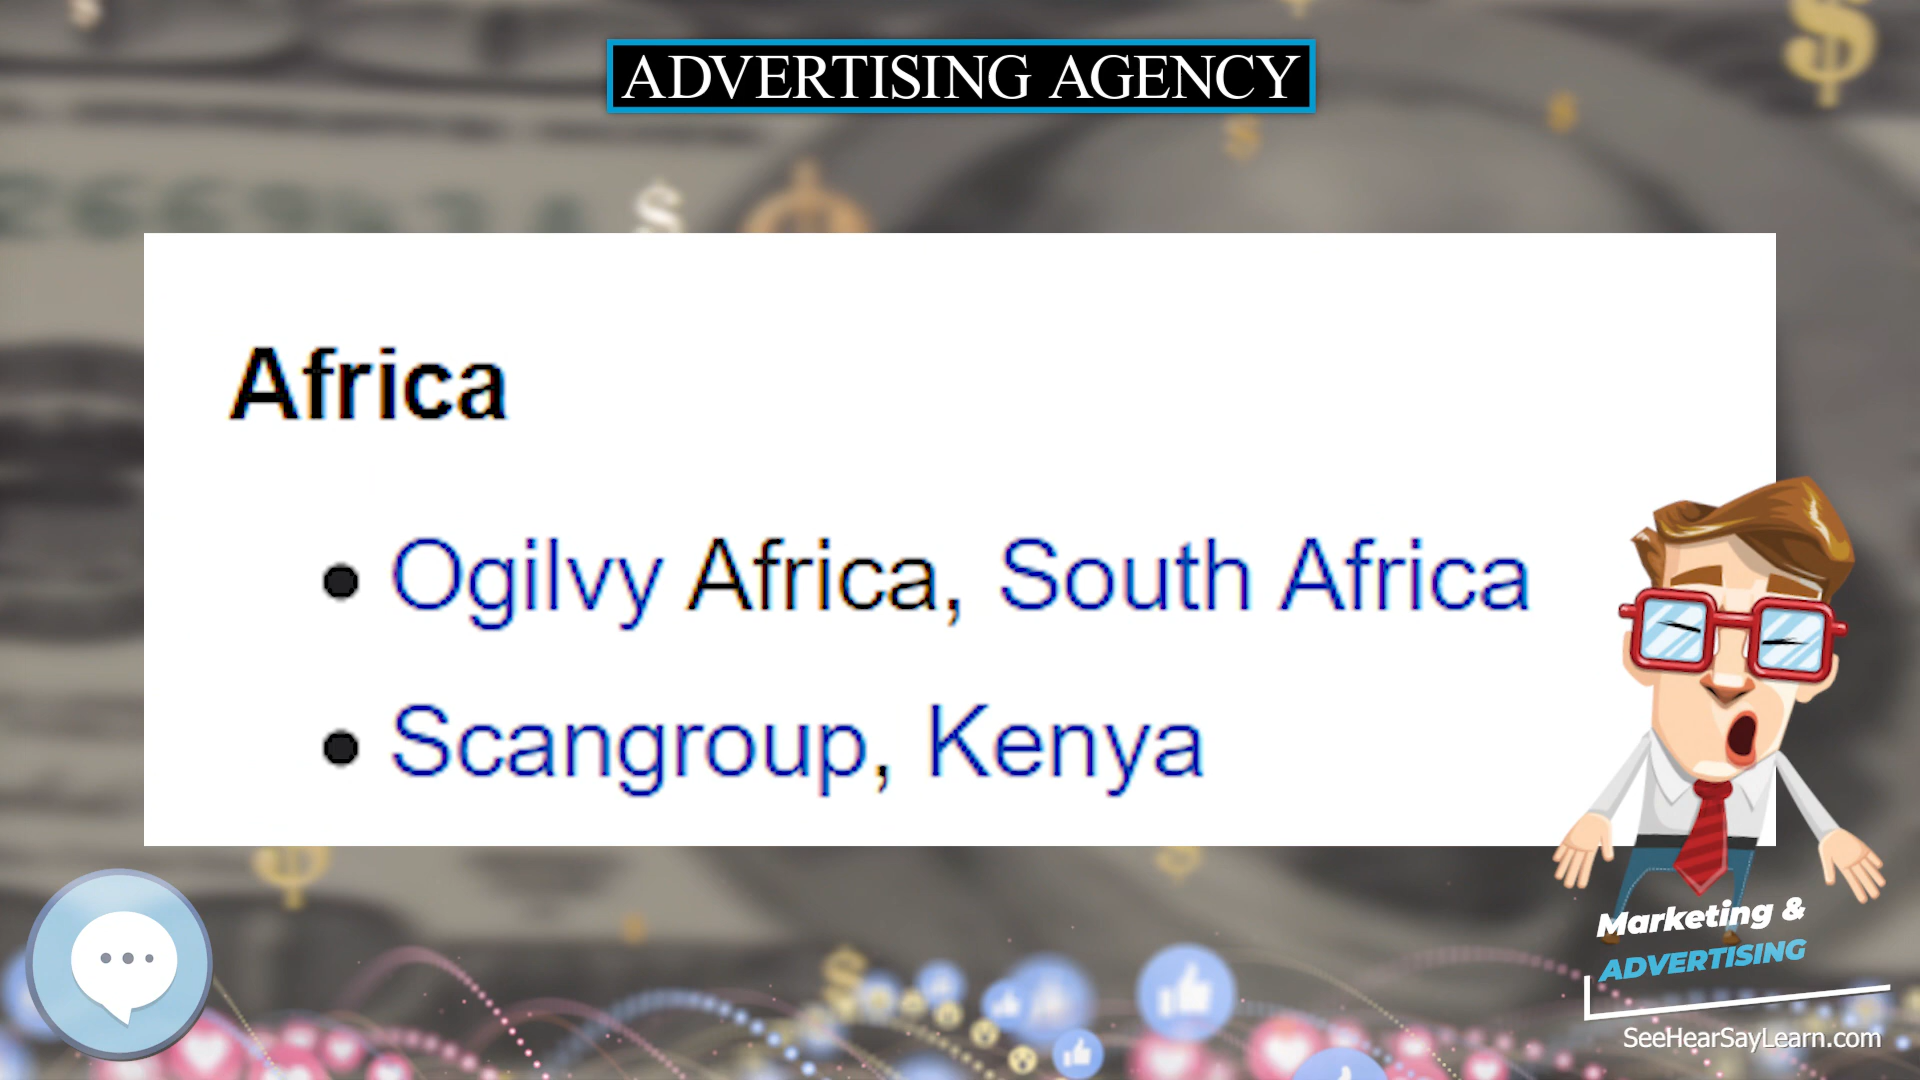 ADVERTISING AGENCY
Africa
• Ogilvy Africa, South Africa
• Scangroup, Kenya
Marketing &
ADVERTISING
SeeHearSayLearn.com